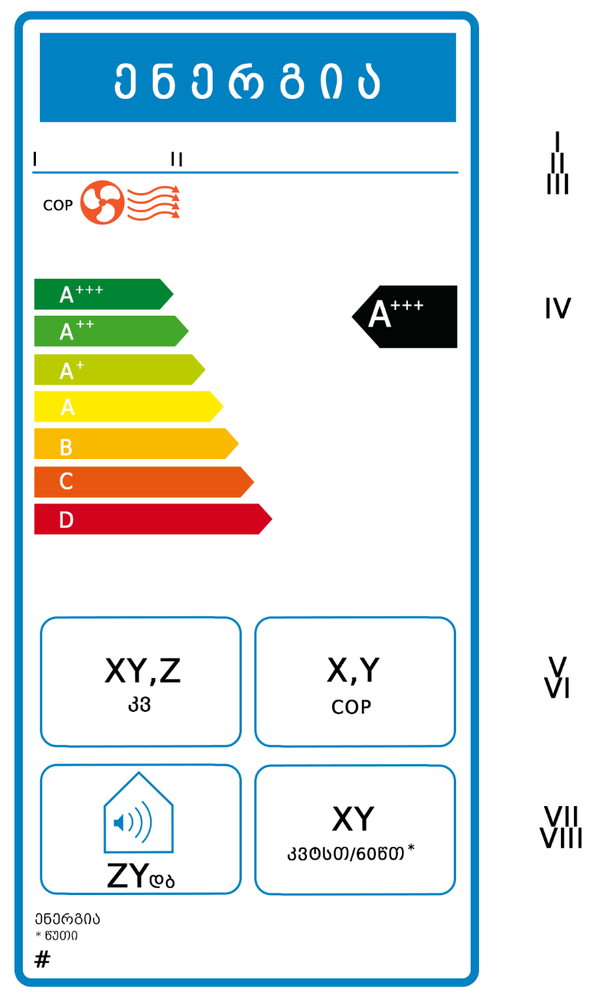 ენერგია
I II
I
II
III
COP
A+++
A+++
IV
A++
A+
A
B
C
D
XY,Z
კვ
X,Y
COP
V
VI
ZYდბ
XY
კვტსთ/60წთ*
VII
VIII
ენერგია
* წუთი
#